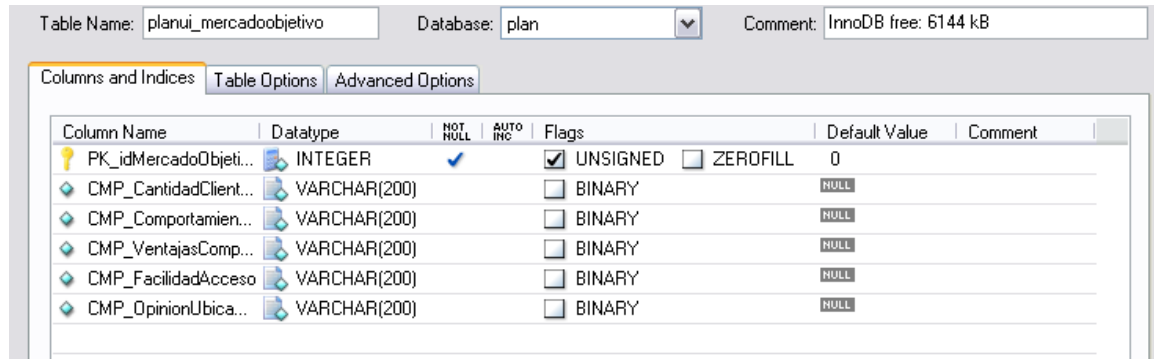 Table Name: planui_mercadoobjetivo Database: plan Comment: InnoDB free: 6144 kB
Columns and Indices Table Options Advanced Options
Column Name Datatype NOT NULL AUTO INC Flags Default Value Comment
PK_idMercadoObjeti... INTEGER UNSIGNED ZEROFILL 0
CMP_CantidadClient... VARCHAR(200) BINARY NULL
CMP_Comportamien... VARCHAR(200) BINARY NULL
CMP_VentajasComp... VARCHAR(200) BINARY NULL
CMP_FacilidadAcceso VARCHAR(200) BINARY NULL
CMP_OpinionUbica... VARCHAR(200) BINARY NULL